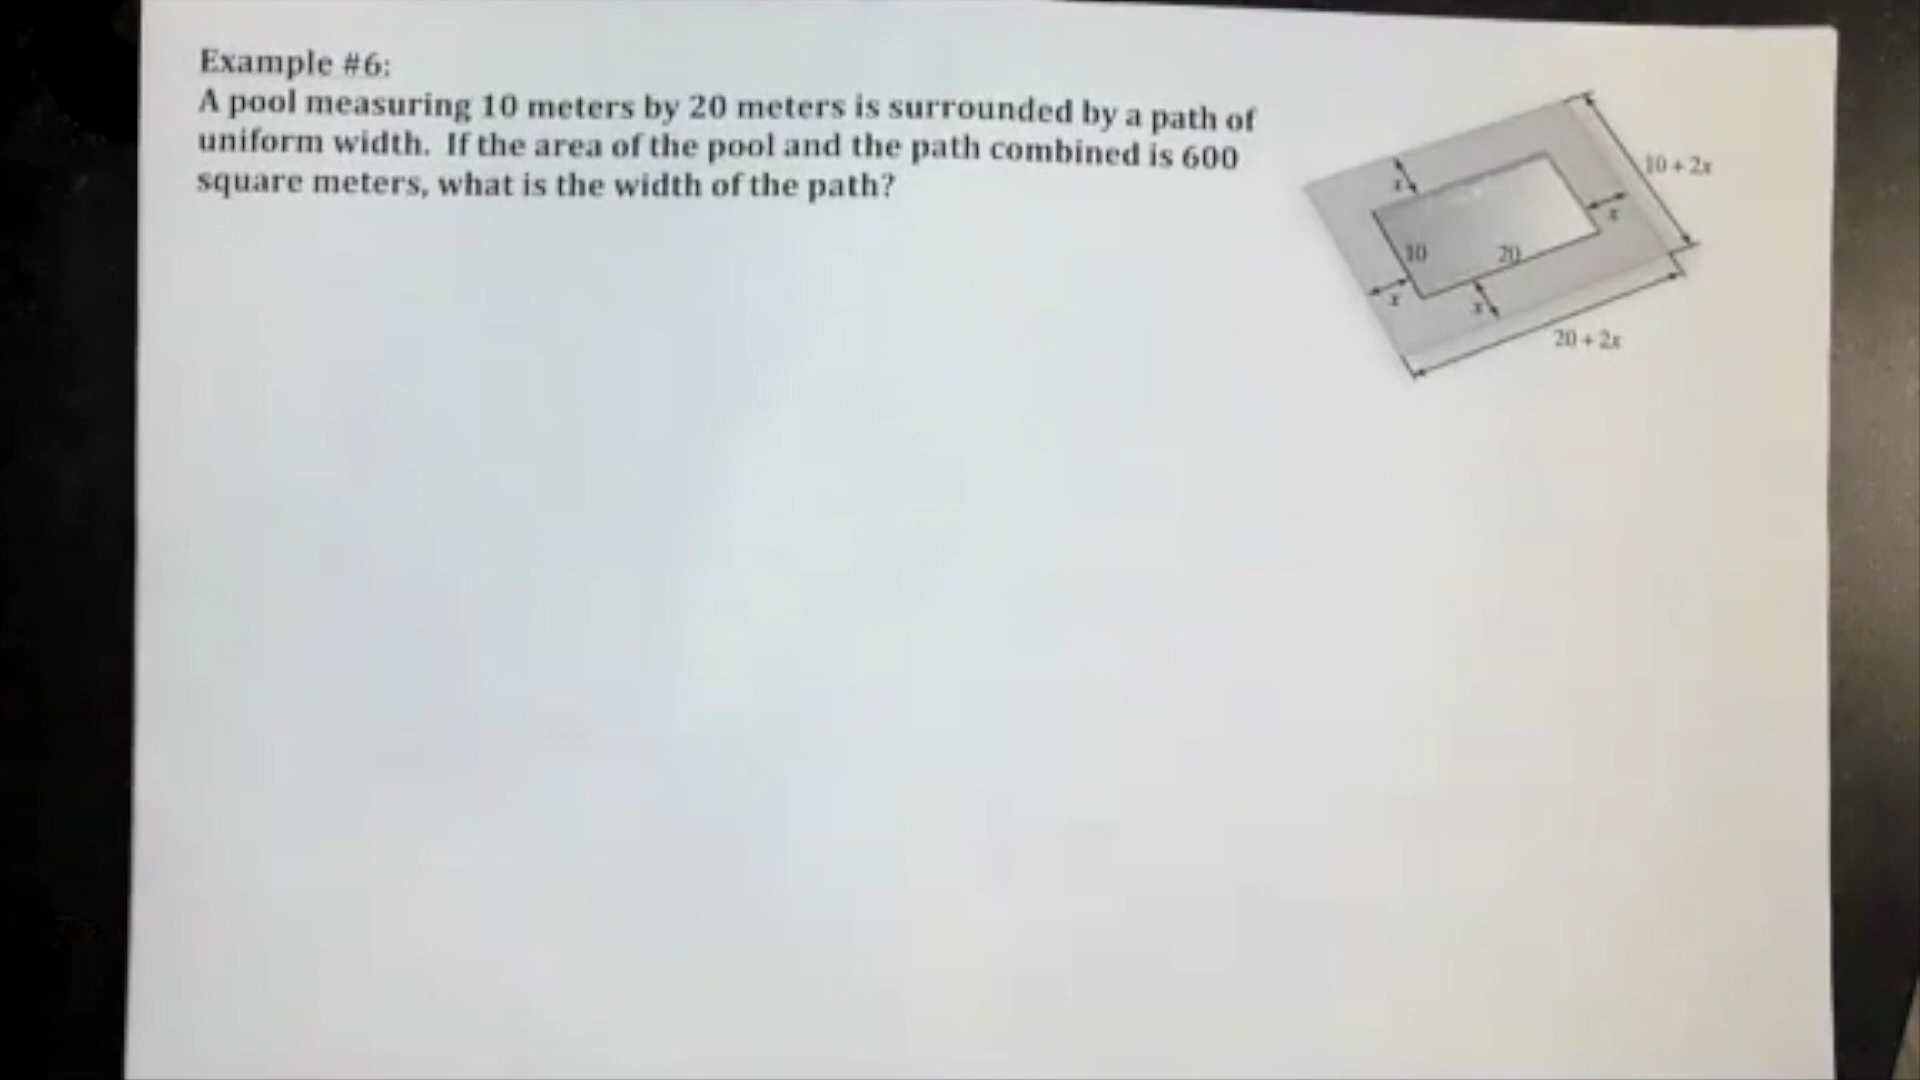 Example #6:
A pool measuring 10 meters by 20 meters is surrounded by a path of
uniform width. If the area of the pool and the path combined is 600
square meters, what is the width of the path?
10 + 2x
x
x
10
20
x
x
20 + 2x